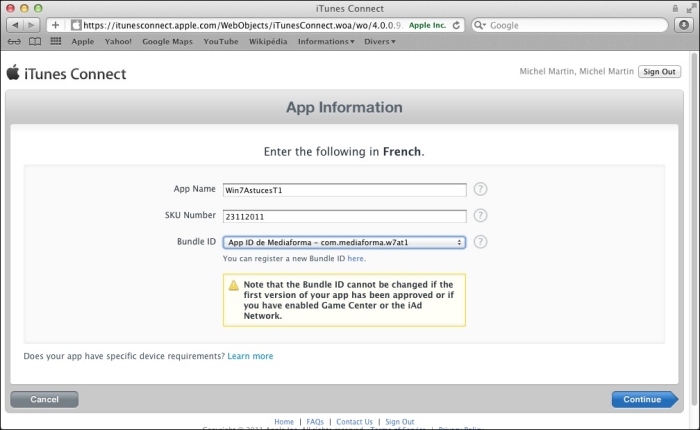 iTunes Connect
https://itunesconnect.apple.com/WebObjects/iTunesConnect.woa/wo/4.0.0.9 Apple Inc. Google
Apple Yahoo! Google Maps YouTube Wikipédia Informations Divers
iTunes Connect
Michel Martin, Michel Martin Sign Out
App Information
Enter the following in French.
App Name Win7AstucesT1 ?
SKU Number 23112011 ?
Bundle ID App ID de Mediaforma - com.mediaforma.w7at1 ?
You can register a new Bundle ID here.
Note that the Bundle ID cannot be changed if the
first version of your app has been approved or if
you have enabled Game Center or the iAd
Network.
Does your app have specific device requirements? Learn more
Cancel Continue
Home | FAQs | Contact Us | Sign Out